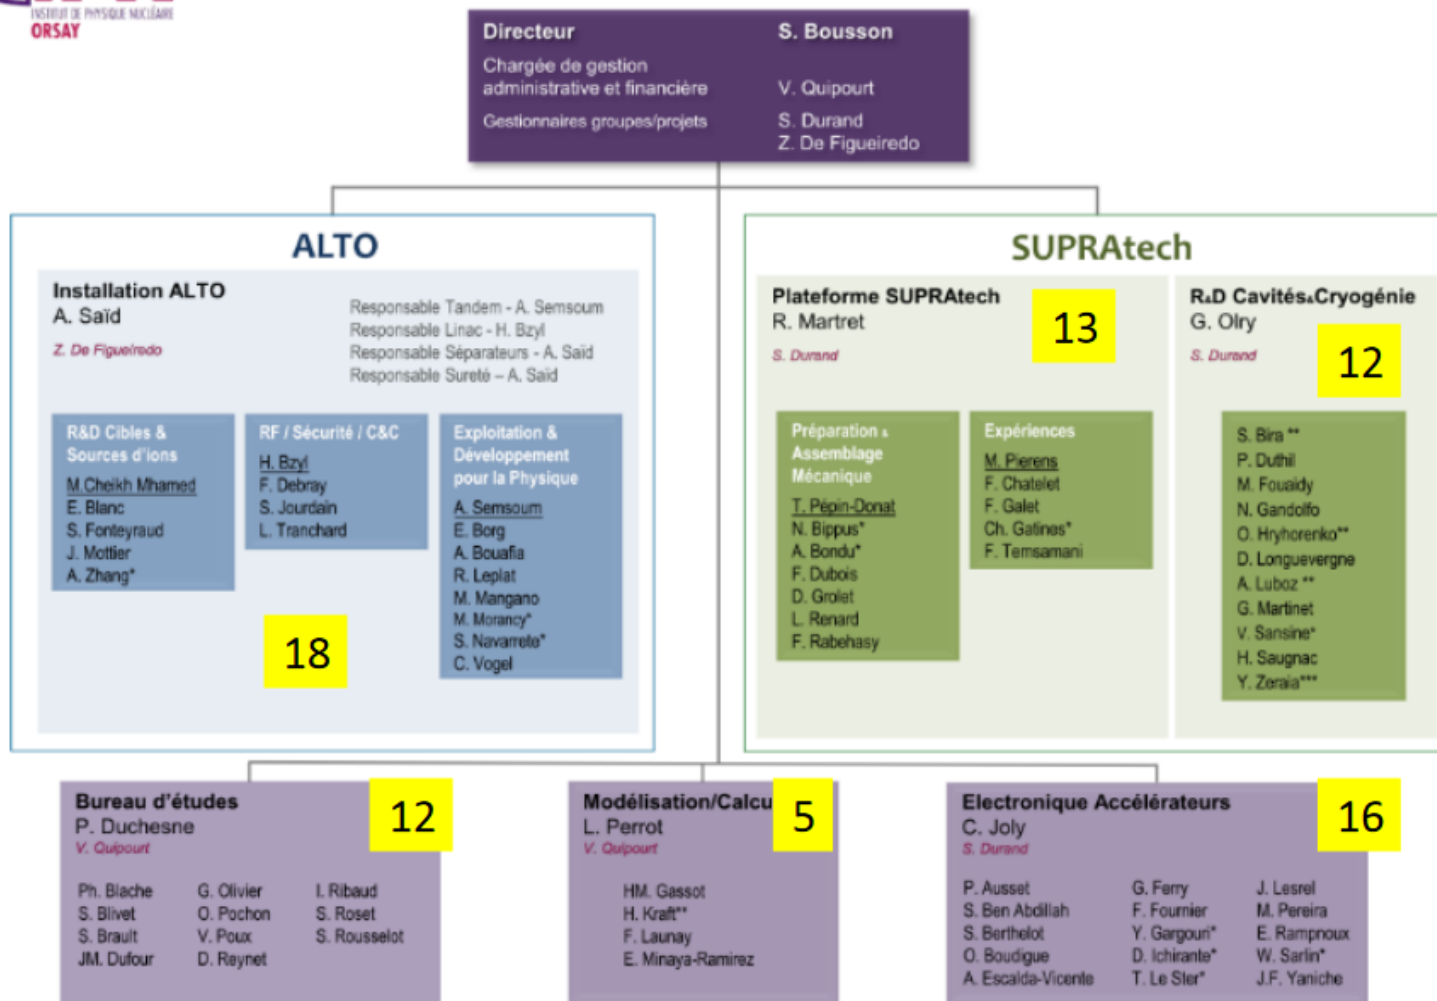 INSTITUT DE PHYSIQUE NUCLÉAIRE
ORSAY
Directeur S. Bousson
Chargée de gestion
administrative et financière V. Quipourt
Gestionnaires groupes/projets S. Durand
Z. De Figueiredo
ALTO
Installation ALTO
A. Saïd
Z. De Figueiredo
Responsable Tandem - A. Semsoum
Responsable Linac - H. Bzyl
Responsable Séparateurs - A. Saïd
Responsable Sureté – A. Saïd
R&D Cibles &
Sources d'ions
M.Cheikh Mhamed
E. Blanc
S. Fonteyraud
J. Mottier
A. Zhang*
RF / Sécurité / C&C
H. Bzyl
F. Debray
S. Jourdain
L. Tranchard
Exploitation &
Développement
pour la Physique
A. Semsoum
E. Borg
A. Bouafia
R. Leplat
M. Mangano
M. Morancy*
S. Navarrete*
C. Vogel
18
SUPRAtech
Plateforme SUPRAtech
R. Martret
S. Durand
13
Préparation &
Assemblage
Mécanique
T. Pépin-Donat
N. Bippus*
A. Bondu*
F. Dubois
D. Grolet
L. Renard
F. Rabehasy
Expériences
M. Pierens
F. Chatelet
F. Galet
Ch. Gatines*
F. Temsamani
R&D Cavités&Cryogénie
G. Olry
S. Durand
12
S. Bira **
P. Duthil
M. Fouaidy
N. Gandolfo
O. Hryhorenko**
D. Longuevergne
A. Luboz **
G. Martinet
V. Sansine*
H. Saugnac
Y. Zeraia***
Bureau d'études
P. Duchesne
V. Quipourt
12
Ph. Blache G. Olivier I. Ribaud
S. Blivet O. Pochon S. Roset
S. Brault V. Poux S. Rousselot
JM. Dufour D. Reynet
Modélisation/Calcu
L. Perrot
V. Quipourt
5
HM. Gassot
H. Kraft**
F. Launay
E. Minaya-Ramirez
Electronique Accélérateurs
C. Joly
S. Durand
16
P. Ausset G. Ferry J. Lesrel
S. Ben Abdillah F. Fournier M. Pereira
S. Berthelot Y. Gargouri* E. Rampnoux
O. Boudigue D. Ichirante* W. Sarlin*
A. Escalda-Vicente T. Le Ster* J.F. Yaniche